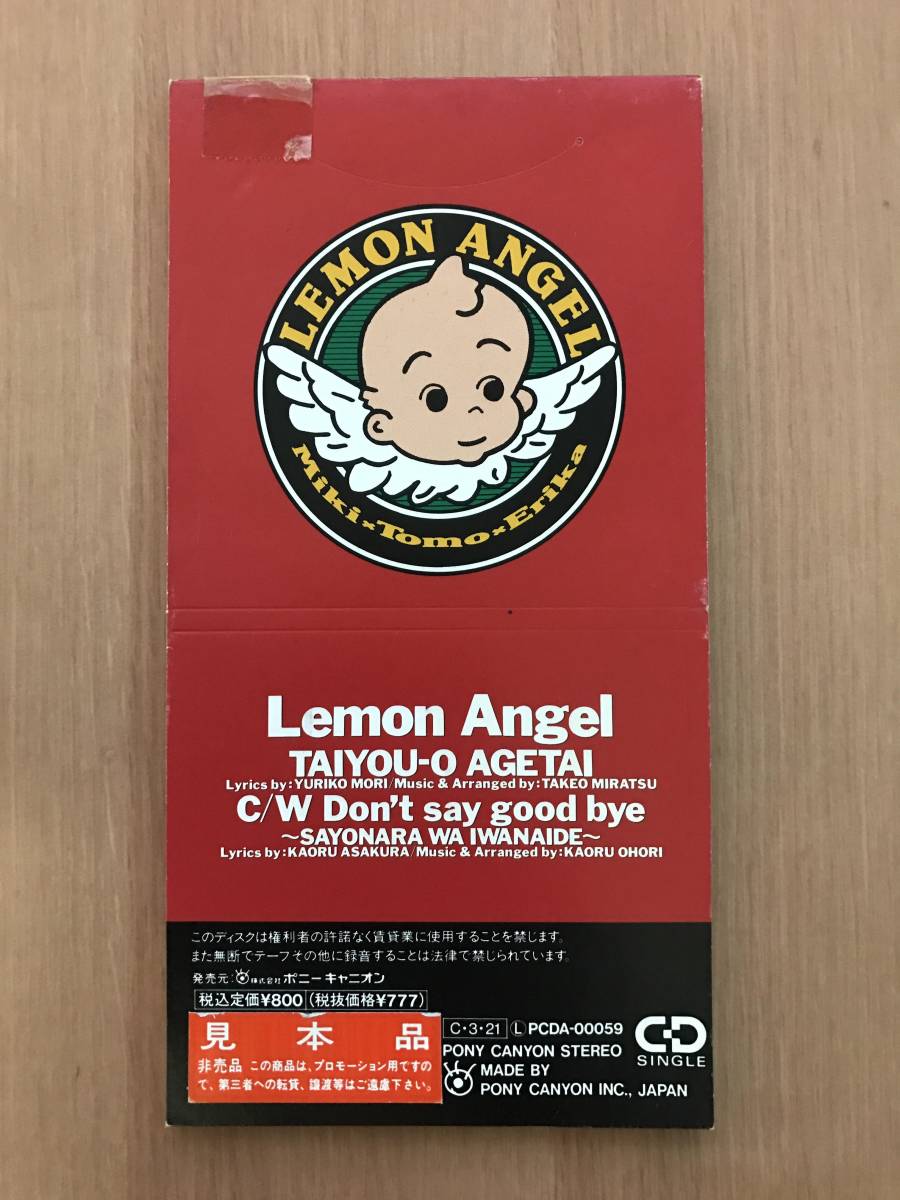 LEMON ANGEL
Miki×Tomo×Erika
Lemon Angel
TAIYOU-O AGETAI
Lyrics by:YURIKO MORI/Music & Arranged by:TAKEO MIRATSU
C/W Don't say good bye
〜SAYONARA WA IWANAIDE〜
Lyrics by:KAORU ASAKURA/Music & Arranged by:KAORU OHORI
このディスクは権利者の許諾なく賃貸業に使用することを禁じます。
また無断でテープその他に録音することは法律で禁じられています。
発売元:株式会社ポニーキャニオン
税込定価¥800(税抜価格¥777)
見本品
非売品 この商品は、プロモーション用ですの
で、第三者への転貸、譲渡等はご遠慮下さい。
C・3・21 Ⓛ PCDA-00059
PONY CANYON STEREO
MADE BY
PONY CANYON INC., JAPAN
CD
SINGLE